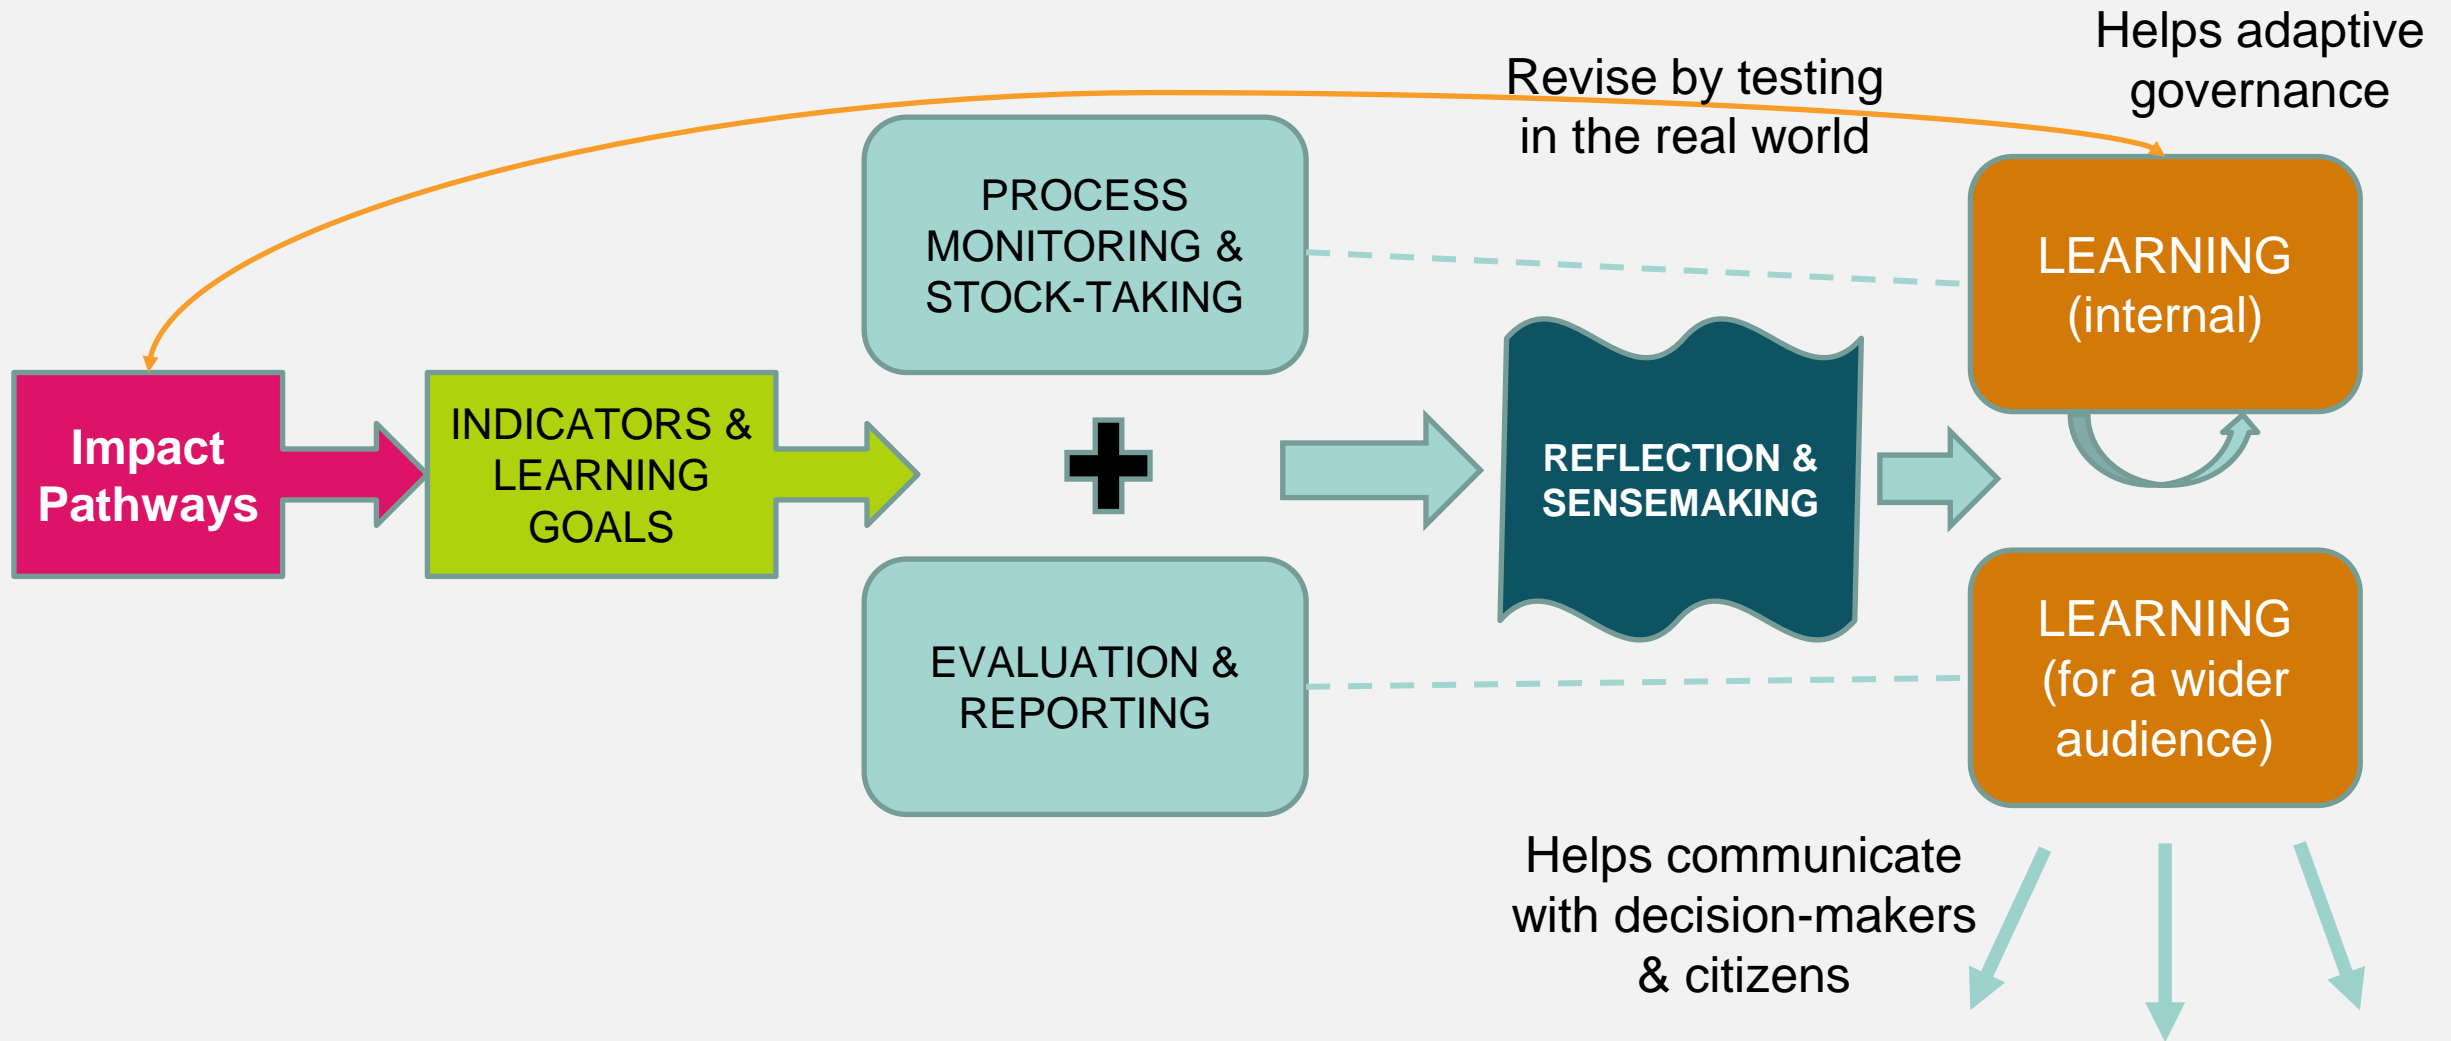 Helps adaptive
governance
Revise by testing
in the real world
PROCESS
MONITORING &
STOCK-TAKING
LEARNING
(internal)
Impact
Pathways
INDICATORS &
LEARNING
GOALS
REFLECTION &
SENSEMAKING
EVALUATION &
REPORTING
LEARNING
(for a wider
audience)
Helps communicate
with decision-makers
& citizens